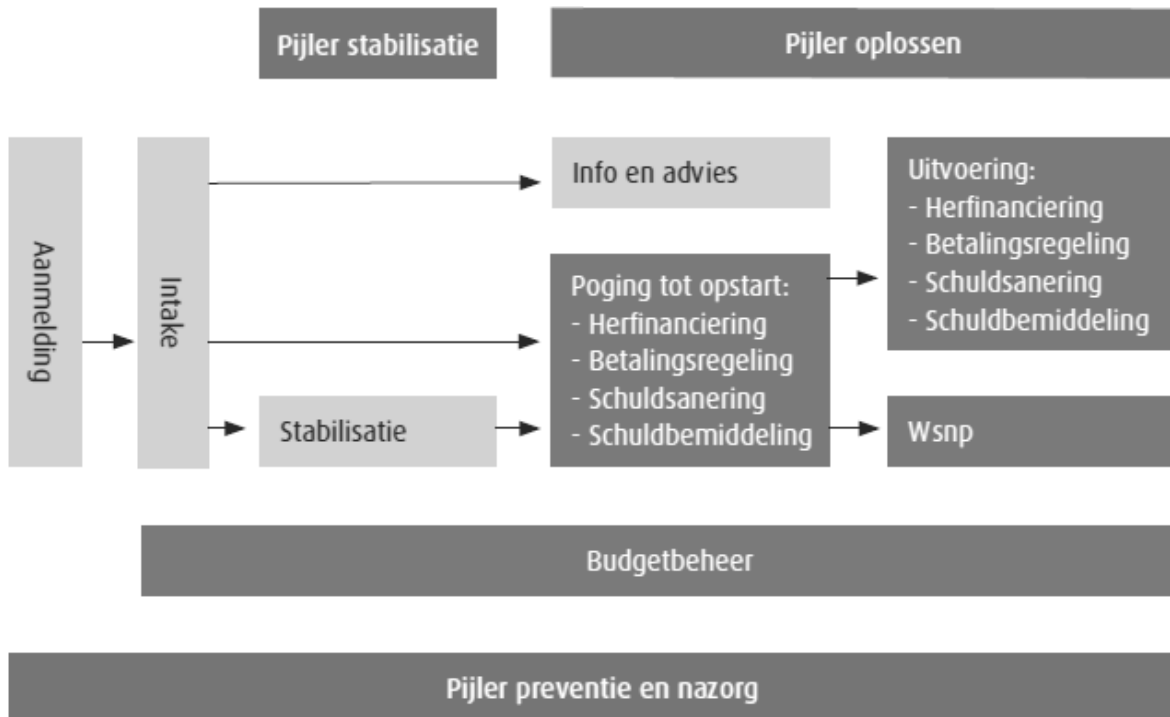 Pijler stabilisatie
Pijler oplossen
Aanmelding
Intake
Info en advies
Stabilisatie
Poging tot opstart:
- Herfinanciering
- Betalingsregeling
- Schuldsanering
- Schuldbemiddeling
Uitvoering:
- Herfinanciering
- Betalingsregeling
- Schuldsanering
- Schuldbemiddeling
Wsnp
Budgetbeheer
Pijler preventie en nazorg